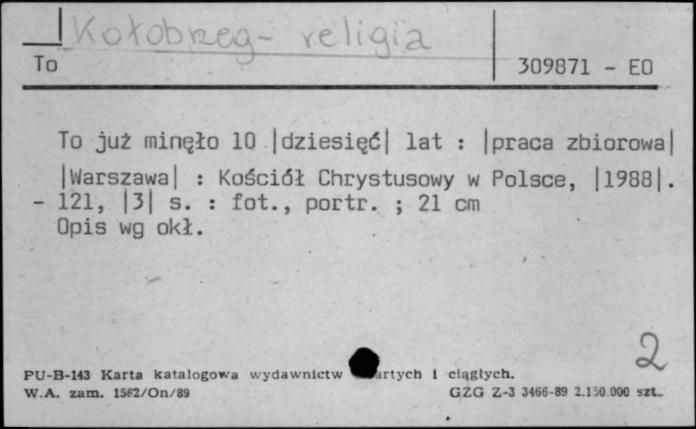 Kołobrzeg - religia
To
309871 - EO
To już minęło 10 |dziesięć| lat : |praca zbiorowa|
|Warszawa| : Kościół Chrystusowy w Polsce, |1988|.
- 121, |3| s. : fot., portr. ; 21 cm
Opis wg okł.
2
PU-B-143 Karta katalogowa wydawnictw artych i ciągłych.
W.A. zam. 1562/On/89
GZG Z-3 3466-89 2.150.000 szt.